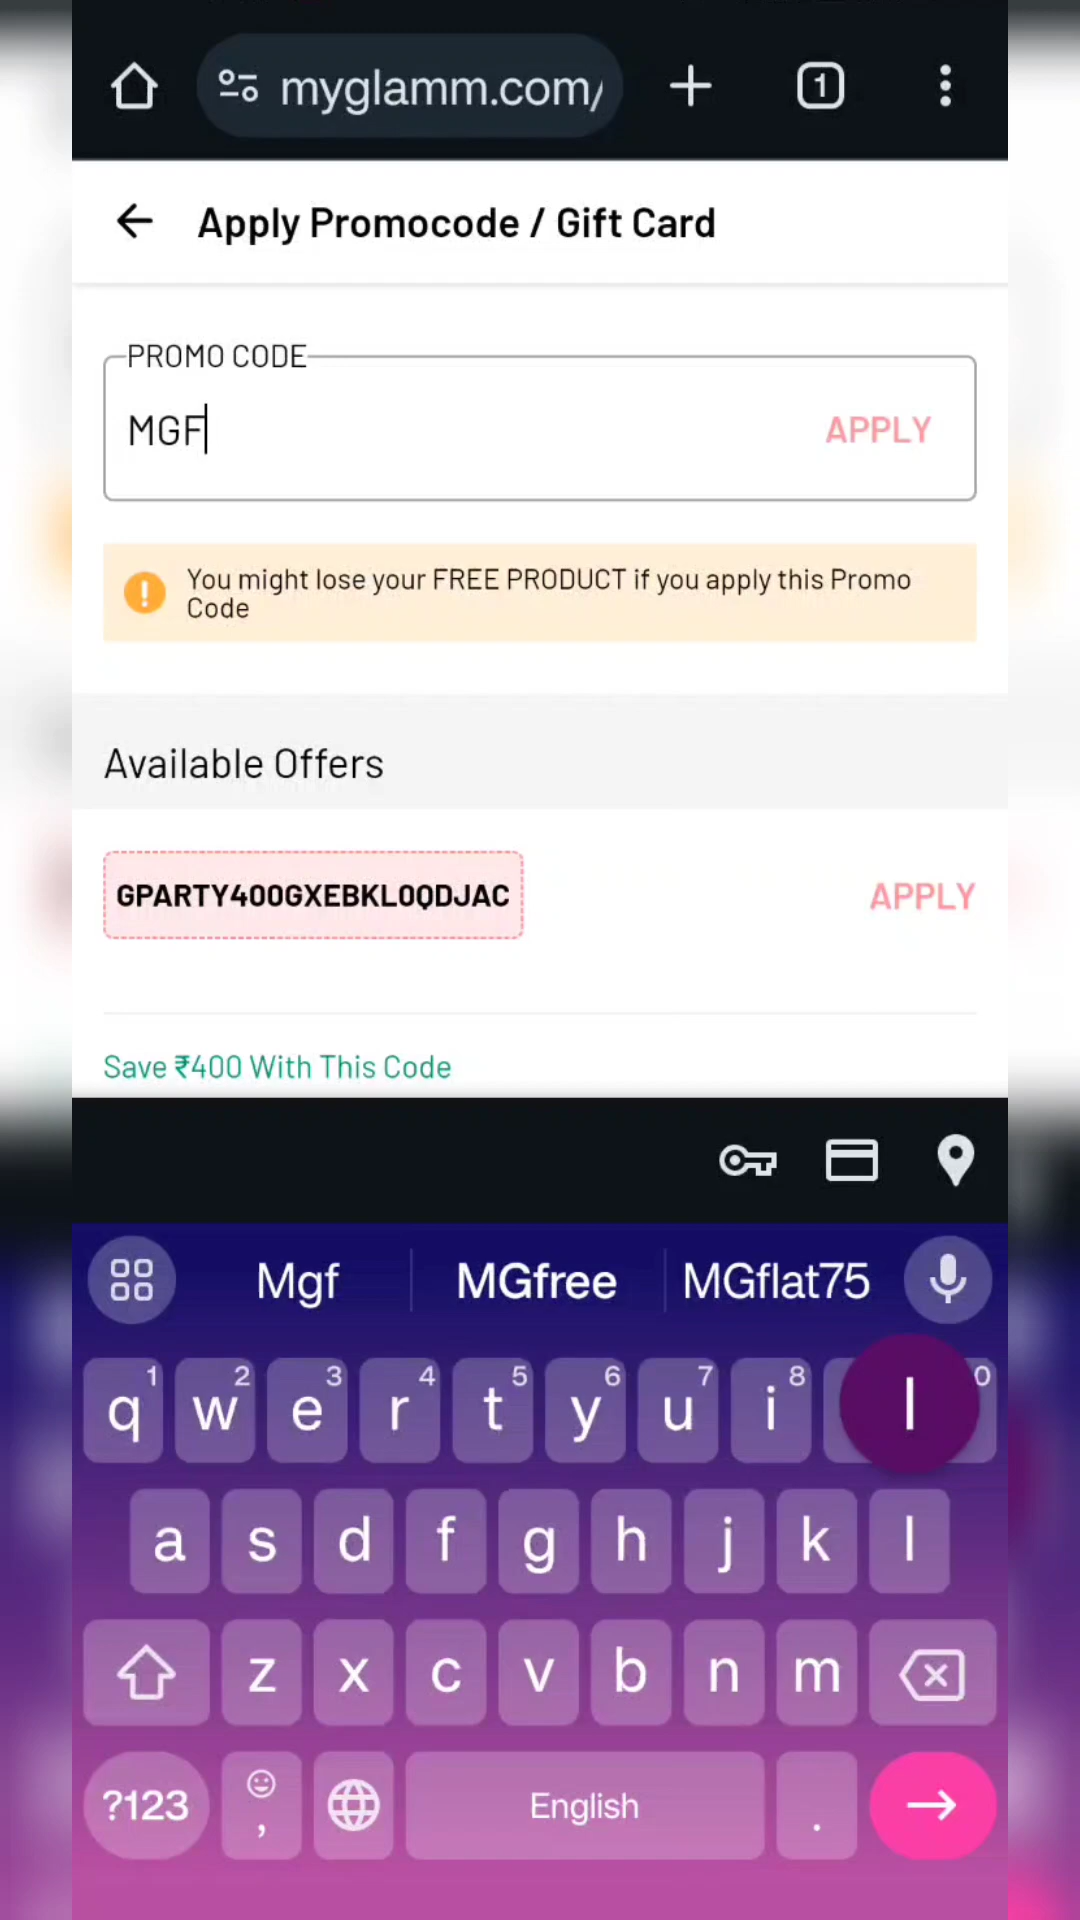 myglamm.com/
1
Apply Promocode / Gift Card
PROMO CODE
MGF
APPLY
You might lose your FREE PRODUCT if you apply this Promo
Code
Available Offers
GPARTY400GXEBKL0QDJAC
APPLY
Save ₹400 With This Code
Mgf MGfree MGflat75
1 2 3 4 5 6 7 8 0
q w e r t y u i l
a s d f g h j k l
z x c v b n m
?123 , English .